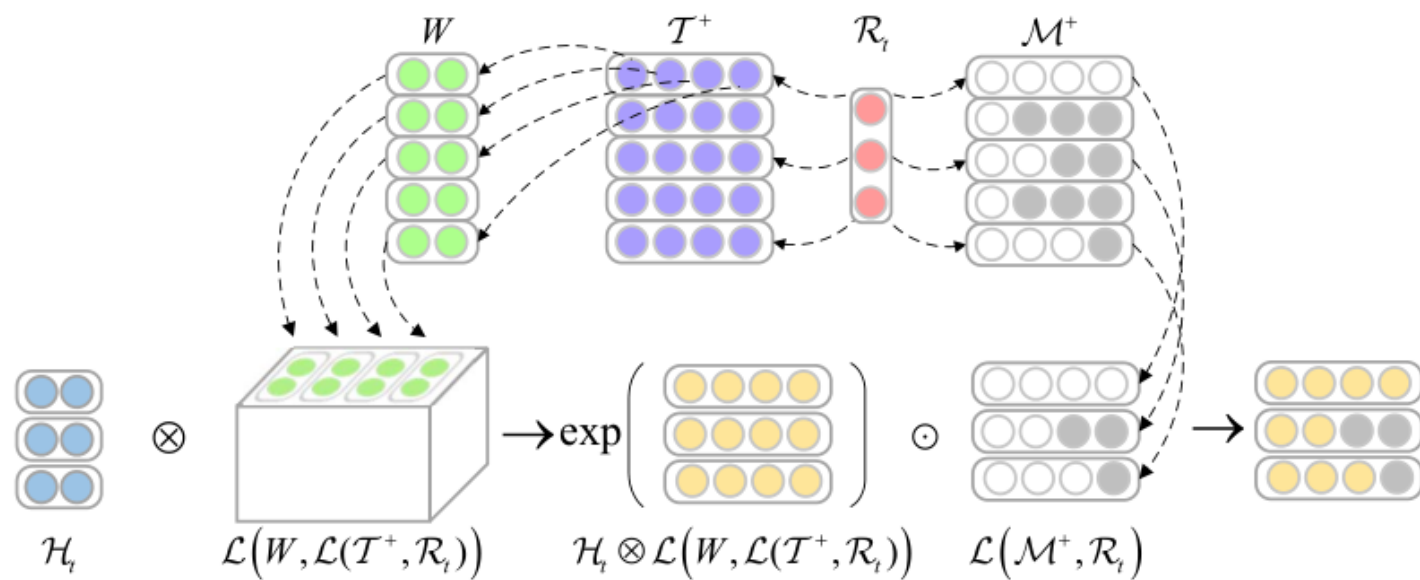 W 𝒯⁺ ℛₜ ℳ⁺
⊗ → exp ( ) ⊙ →
ℋₜ ℒ(W, ℒ(𝒯⁺, ℛₜ)) ℋₜ ⊗ ℒ(W, ℒ(𝒯⁺, ℛₜ)) ℒ(ℳ⁺, ℛₜ)